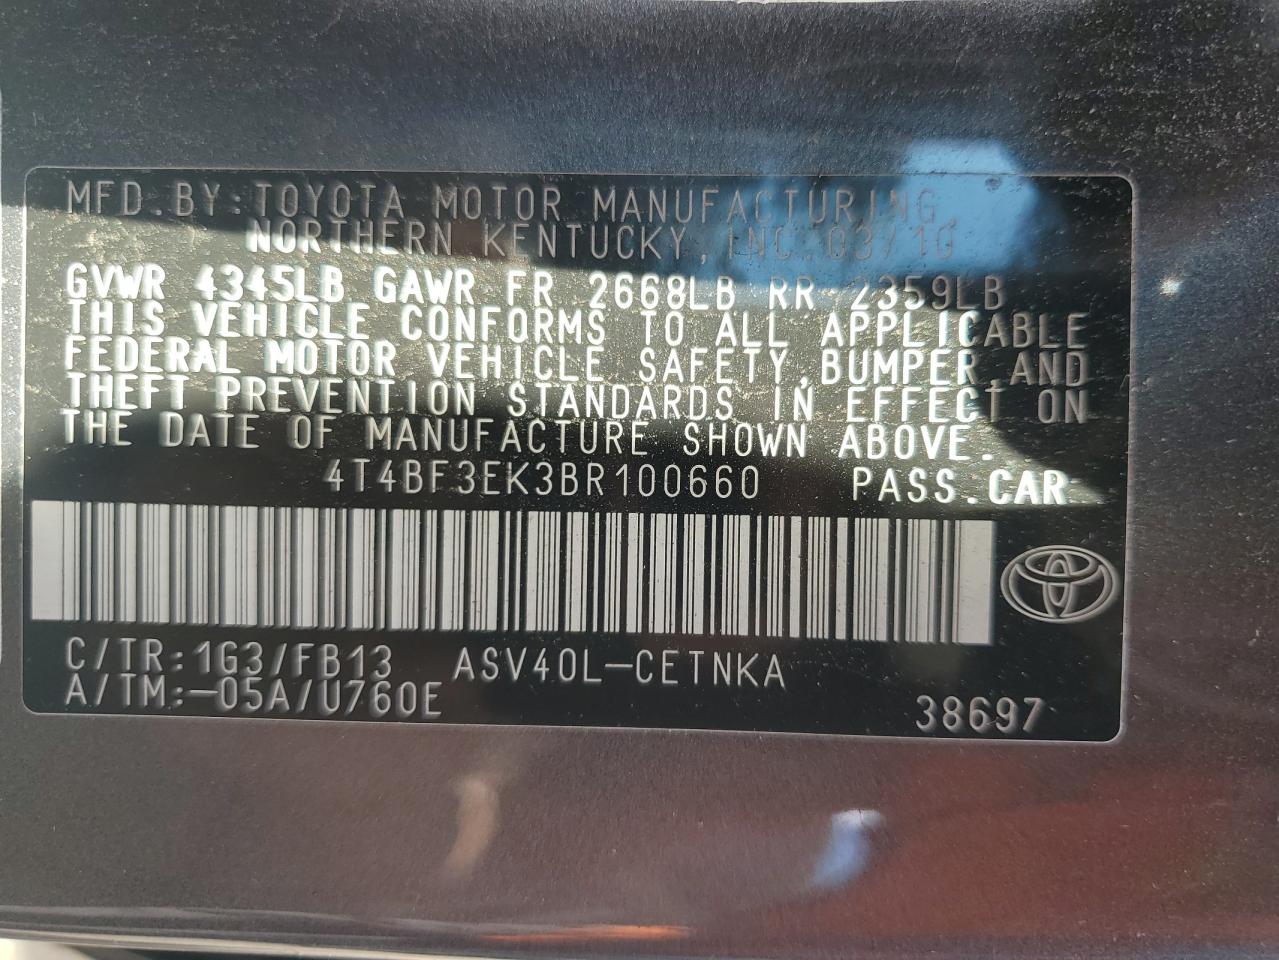 MFD.BY:TOYOTA MOTOR MANUFACTURING,
NORTHERN KENTUCKY,INC.03/10
GVWR 4345LB GAWR FR 2668LB RR 2359LB
THIS VEHICLE CONFORMS TO ALL APPLICABLE
FEDERAL MOTOR VEHICLE SAFETY,BUMPER,AND
THEFT PREVENTION STANDARDS IN EFFECT ON
THE DATE OF MANUFACTURE SHOWN ABOVE.
4T4BF3EK3BR100660 PASS.CAR
C/TR:1G3/FB13 ASV40L-CETNKA
A/TM:-05A/U760E
38697